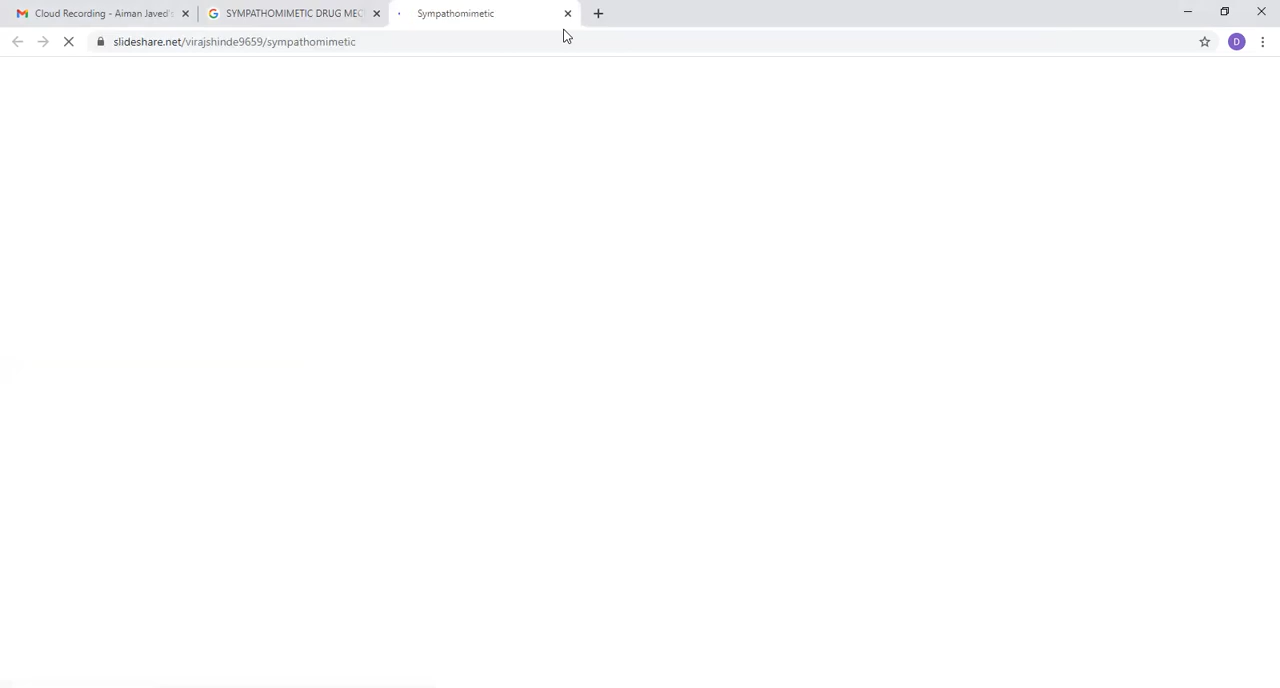 Cloud Recording - Aiman Javed's
SYMPATHOMIMETIC DRUG MEC
Sympathomimetic
slideshare.net/virajshinde9659/sympathomimetic
D